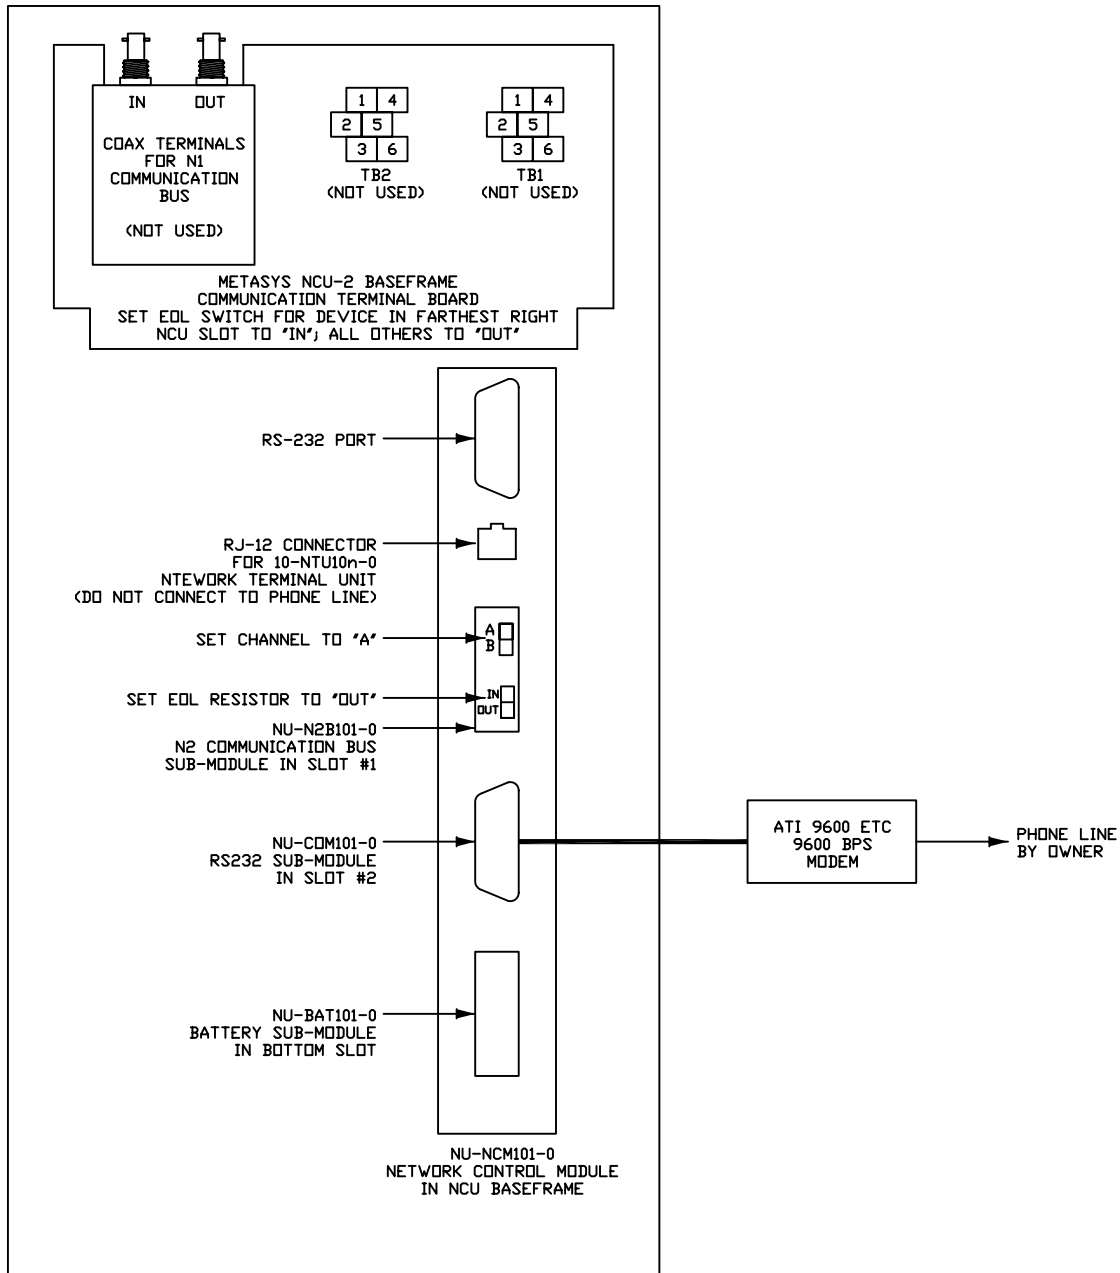 IN
OUT
COAX TERMINALS
FOR N1
COMMUNICATION
BUS
(NOT USED)
1 4
2 5
3 6
TB2
(NOT USED)
1 4
2 5
3 6
TB1
(NOT USED)
METASYS NCU-2 BASEFRAME
COMMUNICATION TERMINAL BOARD
SET EOL SWITCH FOR DEVICE IN FARTHEST RIGHT
NCU SLOT TO "IN"; ALL OTHERS TO "OUT"
RS-232 PORT
RJ-12 CONNECTOR
FOR 10-NTU10n-0
NTEWORK TERMINAL UNIT
(DO NOT CONNECT TO PHONE LINE)
SET CHANNEL TO "A"
A
B
SET EOL RESISTOR TO "OUT"
IN
OUT
NU-N2B101-0
N2 COMMUNICATION BUS
SUB-MODULE IN SLOT #1
NU-COM101-0
RS232 SUB-MODULE
IN SLOT #2
ATI 9600 ETC
9600 BPS
MODEM
PHONE LINE
BY OWNER
NU-BAT101-0
BATTERY SUB-MODULE
IN BOTTOM SLOT
NU-NCM101-0
NETWORK CONTROL MODULE
IN NCU BASEFRAME